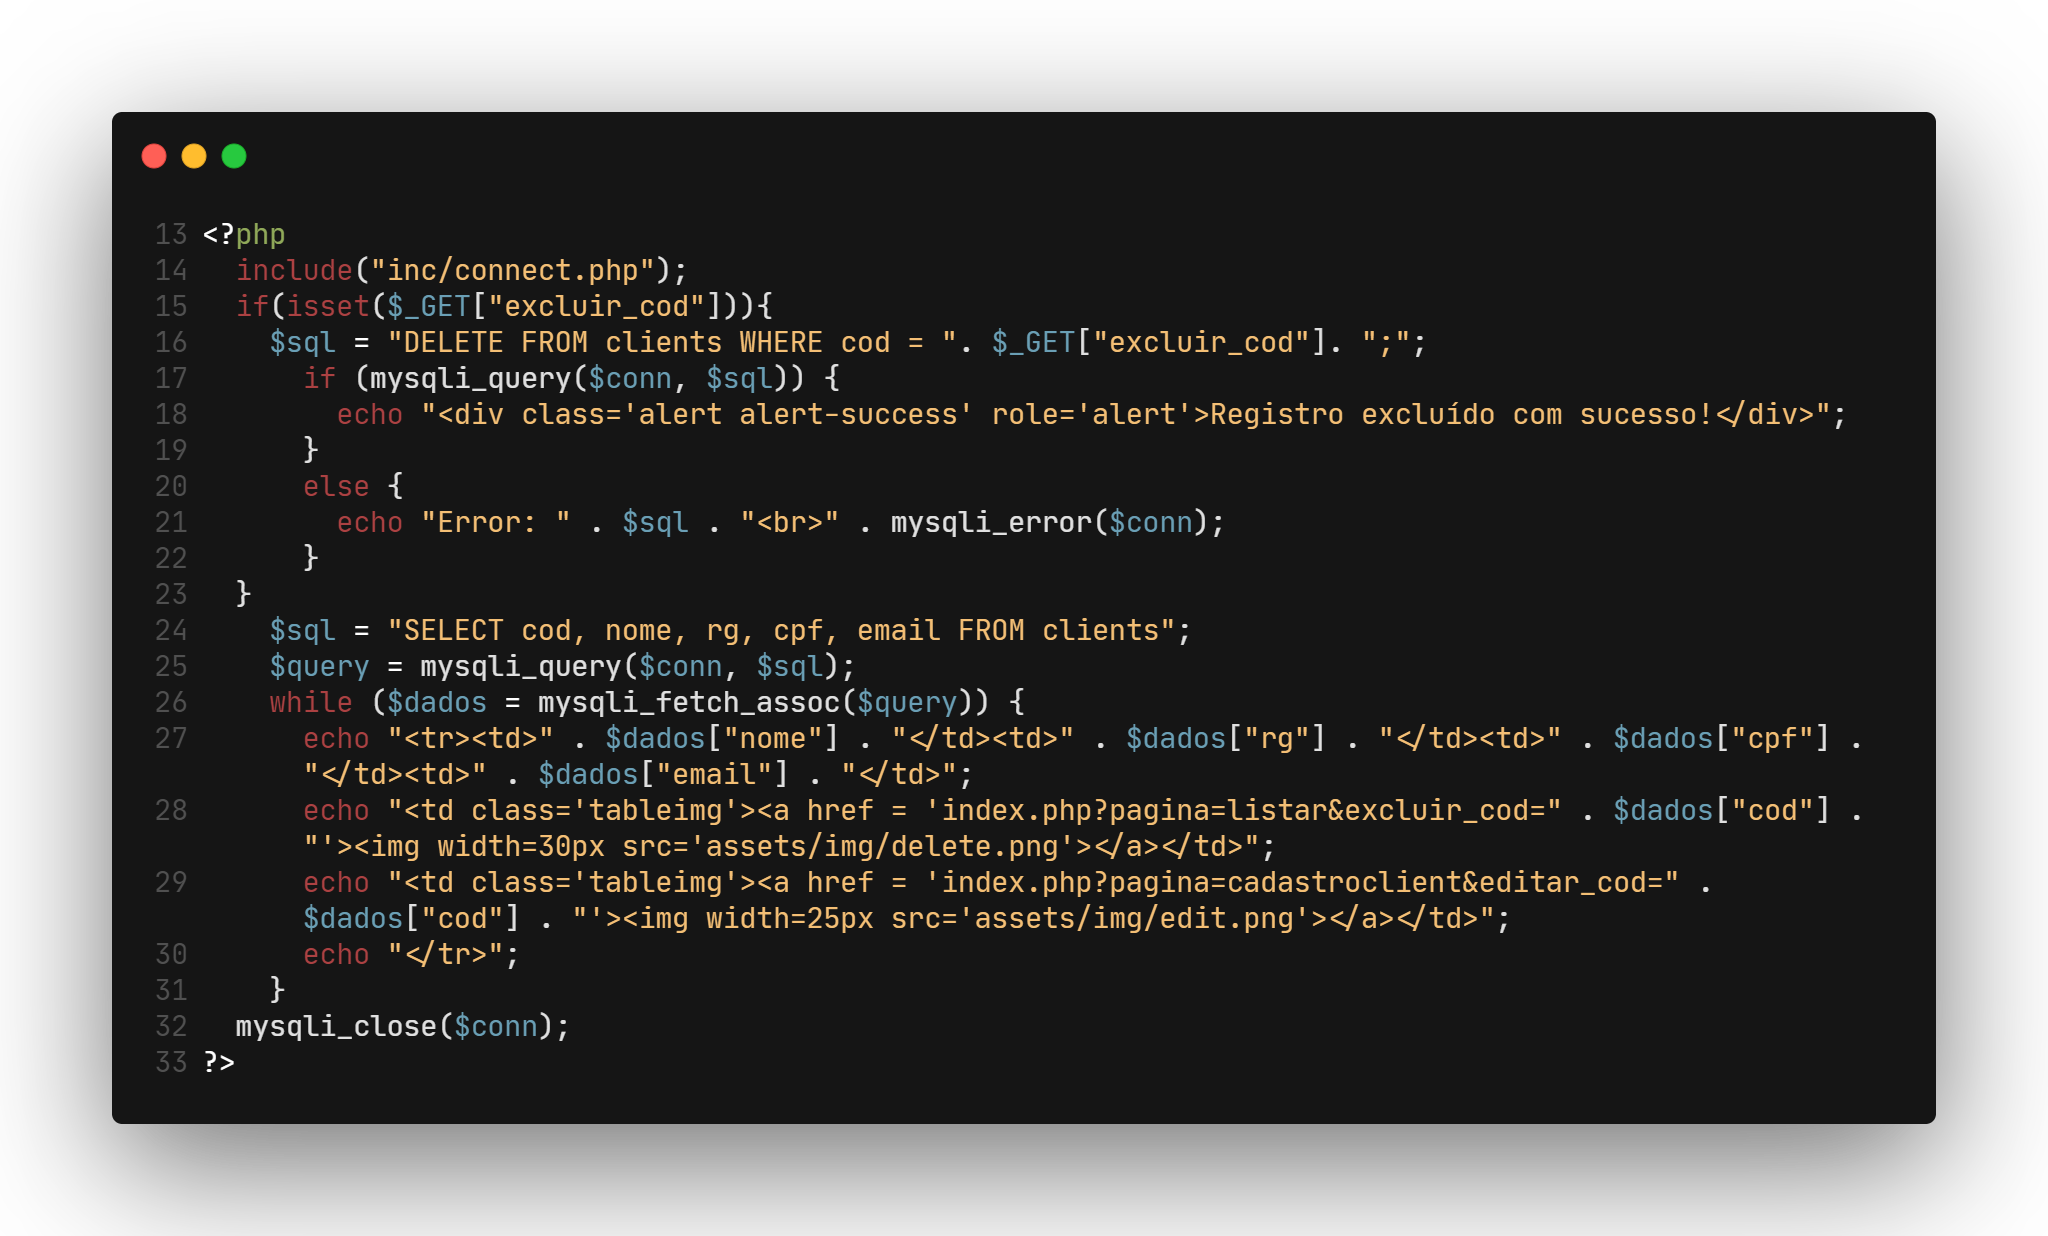 13 <?php
14   include("inc/connect.php");
15   if(isset($_GET["excluir_cod"])){
16     $sql = "DELETE FROM clients WHERE cod = ". $_GET["excluir_cod"]. ";";
17       if (mysqli_query($conn, $sql)) {
18         echo "<div class='alert alert-success' role='alert'>Registro excluído com sucesso!</div>";
19       }
20       else {
21         echo "Error: " . $sql . "<br>" . mysqli_error($conn);
22       }
23   }
24     $sql = "SELECT cod, nome, rg, cpf, email FROM clients";
25     $query = mysqli_query($conn, $sql);
26     while ($dados = mysqli_fetch_assoc($query)) {
27       echo "<tr><td>" . $dados["nome"] . "</td><td>" . $dados["rg"] . "</td><td>" . $dados["cpf"] .
      "</td><td>" . $dados["email"] . "</td>";
28       echo "<td class='tableimg'><a href = 'index.php?pagina=listar&excluir_cod=" . $dados["cod"] .
      "'><img width=30px src='assets/img/delete.png'></a></td>";
29       echo "<td class='tableimg'><a href = 'index.php?pagina=cadastroclient&editar_cod=" .
      $dados["cod"] . "'><img width=25px src='assets/img/edit.png'></a></td>";
30       echo "</tr>";
31     }
32   mysqli_close($conn);
33 ?>